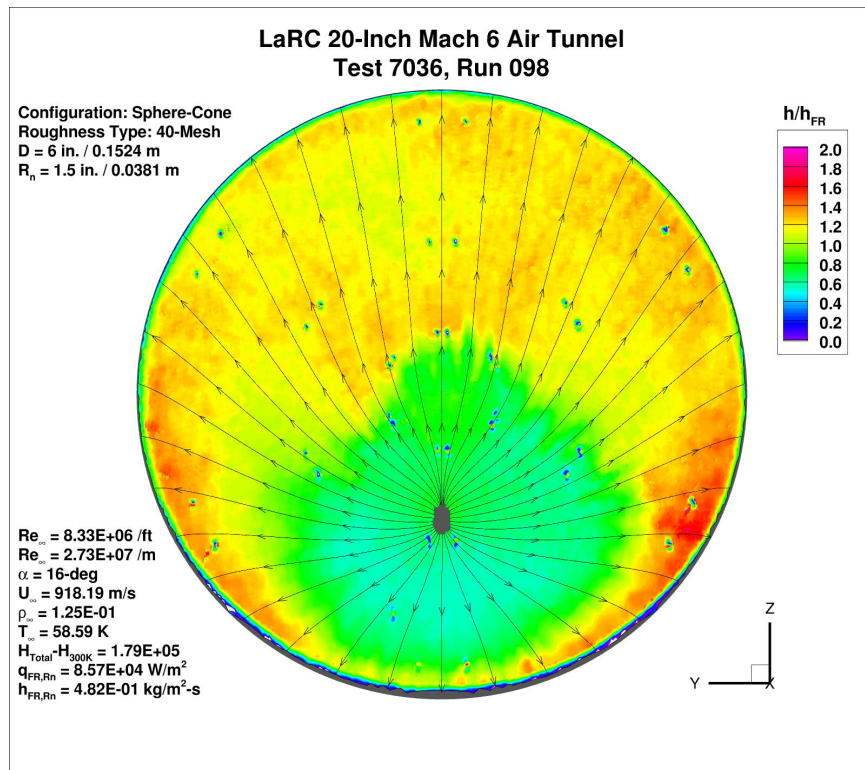 LaRC 20-Inch Mach 6 Air Tunnel
Test 7036, Run 098
Configuration: Sphere-Cone
Roughness Type: 40-Mesh
D = 6 in. / 0.1524 m
Rn = 1.5 in. / 0.0381 m
h/hFR
2.0
1.8
1.6
1.4
1.2
1.0
0.8
0.6
0.4
0.2
0.0
Re∞ = 8.33E+06 /ft
Re∞ = 2.73E+07 /m
α = 16-deg
U∞ = 918.19 m/s
ρ∞ = 1.25E-01
T∞ = 58.59 K
HTotal-H300K = 1.79E+05
qFR,Rn = 8.57E+04 W/m²
hFR,Rn = 4.82E-01 kg/m²-s
Z
Y
X